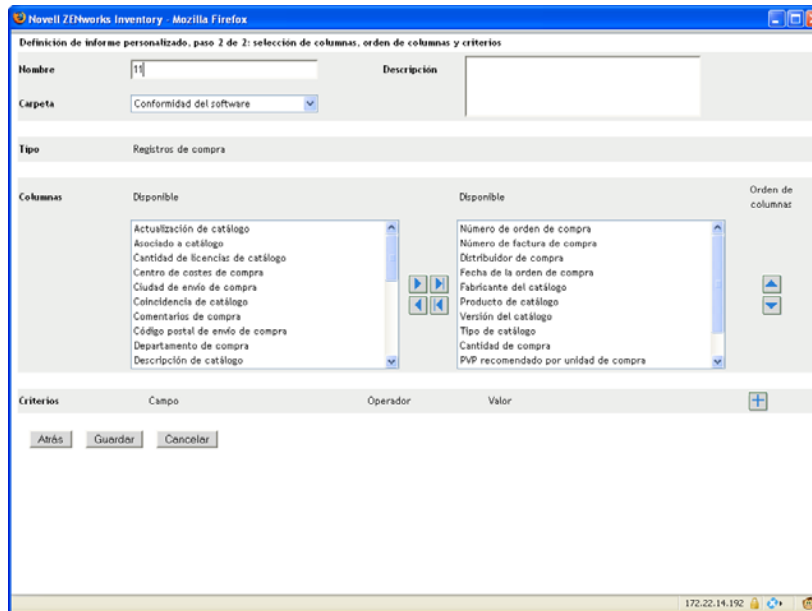 Novell ZENworks Inventory - Mozilla Firefox
Definición de informe personalizado, paso 2 de 2: selección de columnas, orden de columnas y criterios
Nombre 11 Descripción
Carpeta Conformidad del software
Tipo Registros de compra
Columnas Disponible Disponible Orden de
columnas
Actualización de catálogo Número de orden de compra
Asociado a catálogo Número de factura de compra
Cantidad de licencias de catálogo Distribuidor de compra
Centro de costes de compra Fecha de la orden de compra
Ciudad de envío de compra Fabricante del catálogo
Coincidencia de catálogo Producto de catálogo
Comentarios de compra Versión del catálogo
Código postal de envío de compra Tipo de catálogo
Departamento de compra Cantidad de compra
Descripción de catálogo PVP recomendado por unidad de compra
Criterios Campo Operador Valor
Atrás Guardar Cancelar
172.22.14.192